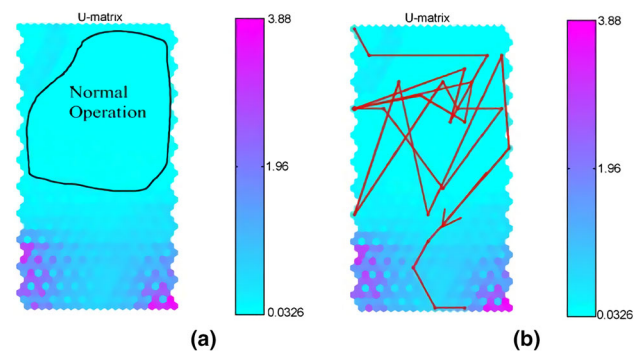 U-matrix
3.88
Normal
Operation
1.96
0.0326
(a)
U-matrix
3.88
1.96
0.0326
(b)